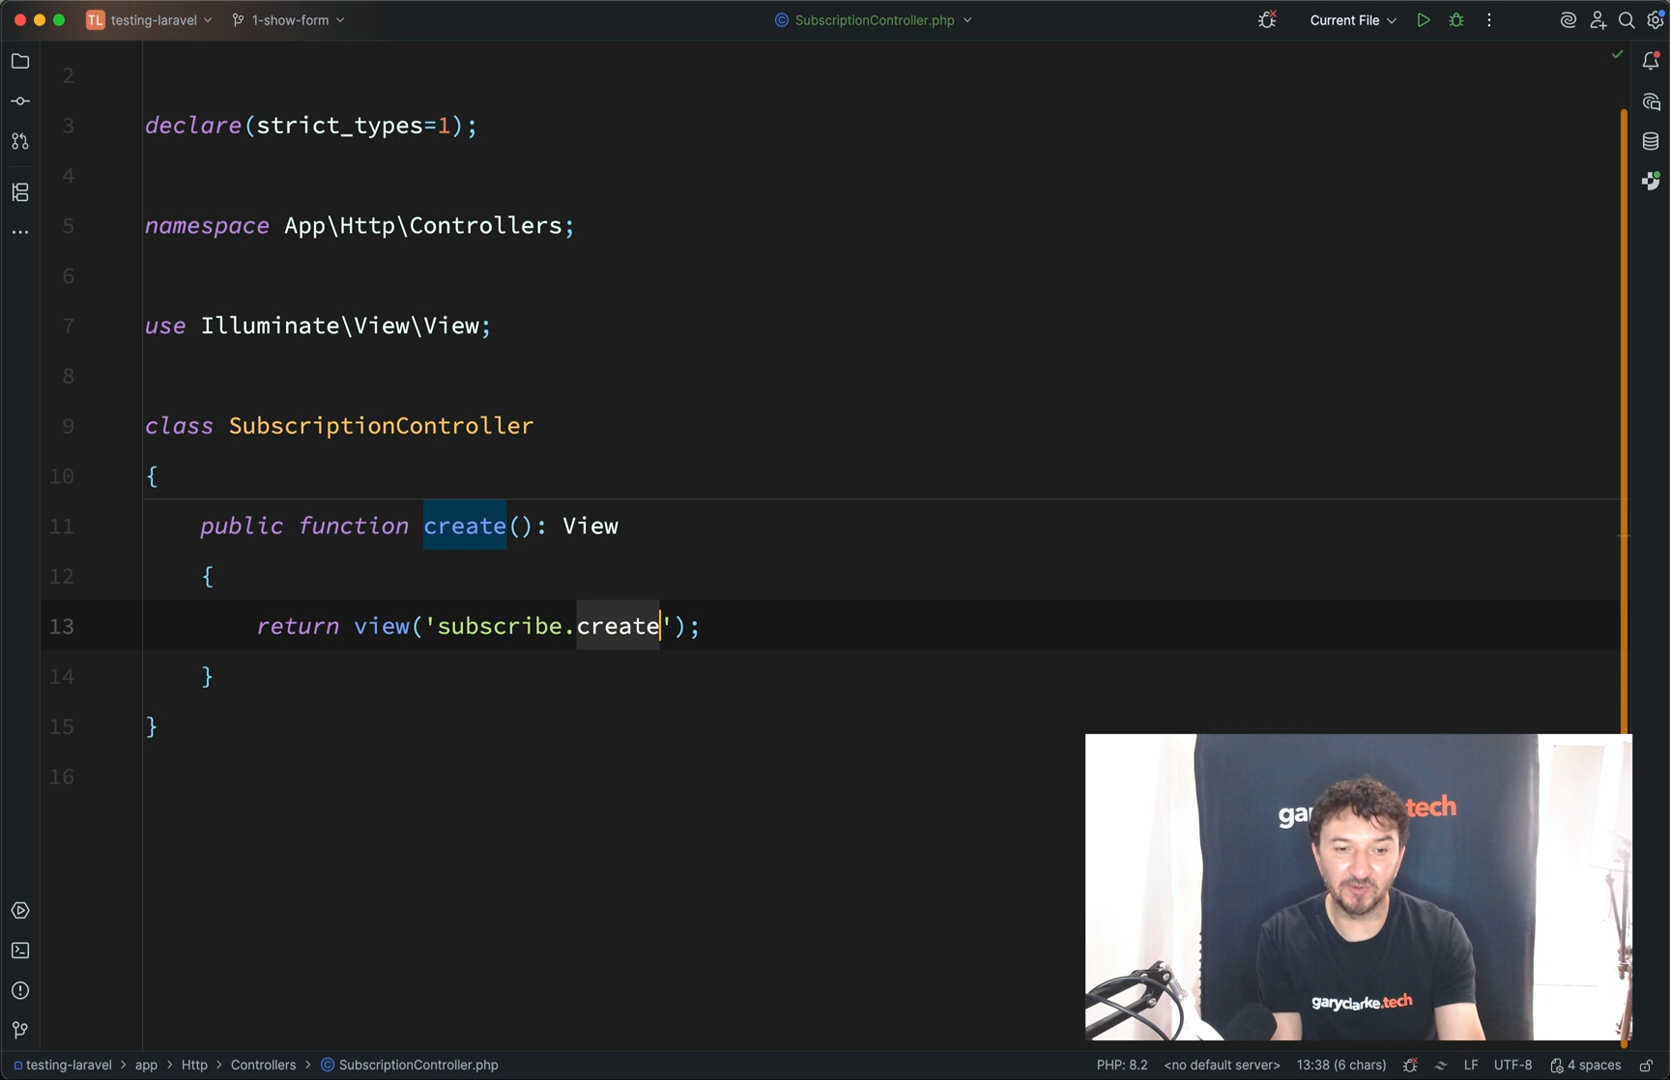 TL testing-laravel 1-show-form SubscriptionController.php Current File
2
3 declare(strict_types=1);
4
5 namespace App\Http\Controllers;
6
7 use Illuminate\View\View;
8
9 class SubscriptionController
10 {
11 public function create(): View
12 {
13 return view('subscribe.create');
14 }
15 }
16
tech
garyclarke.tech
testing-laravel > app > Http > Controllers > SubscriptionController.php PHP: 8.2 <no default server> 13:38 (6 chars) LF UTF-8 4 spaces